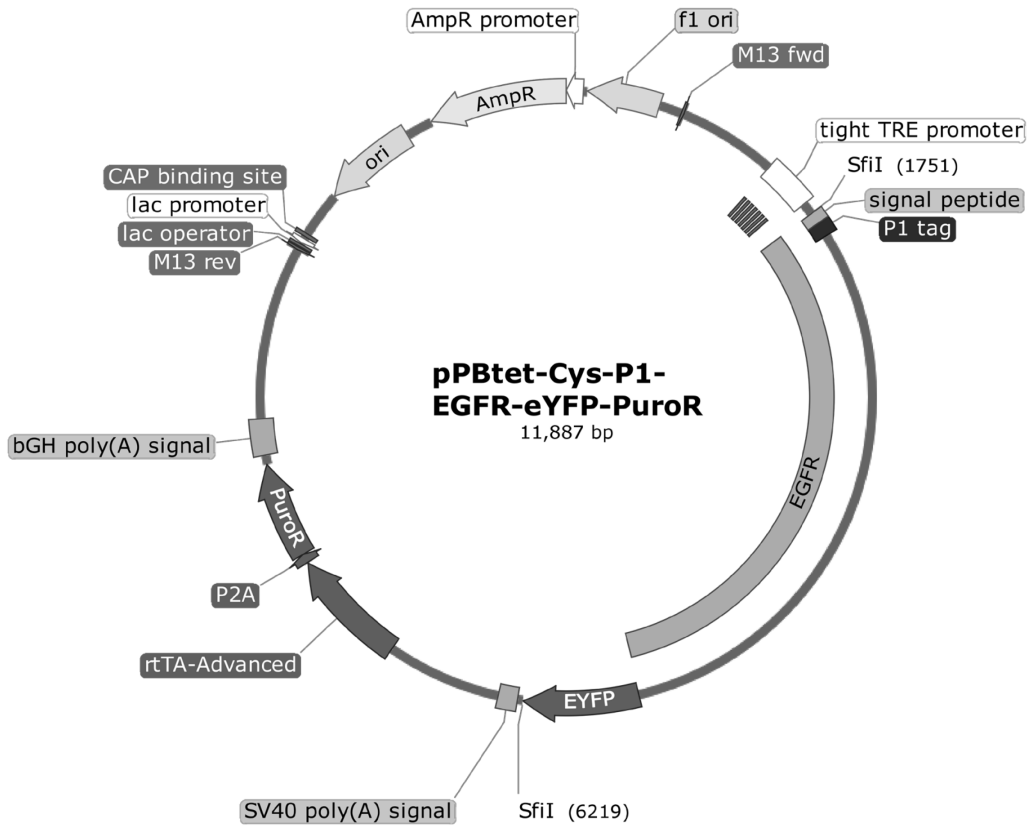 AmpR promoter
f1 ori
M13 fwd
AmpR
tight TRE promoter
ori
SfiI (1751)
CAP binding site
signal peptide
lac promoter
P1 tag
lac operator
M13 rev
pPBtet-Cys-P1-
EGFR-eYFP-PuroR
11,887 bp
bGH poly(A) signal
EGFR
PuroR
P2A
rtTA-Advanced
EYFP
SV40 poly(A) signal
SfiI (6219)